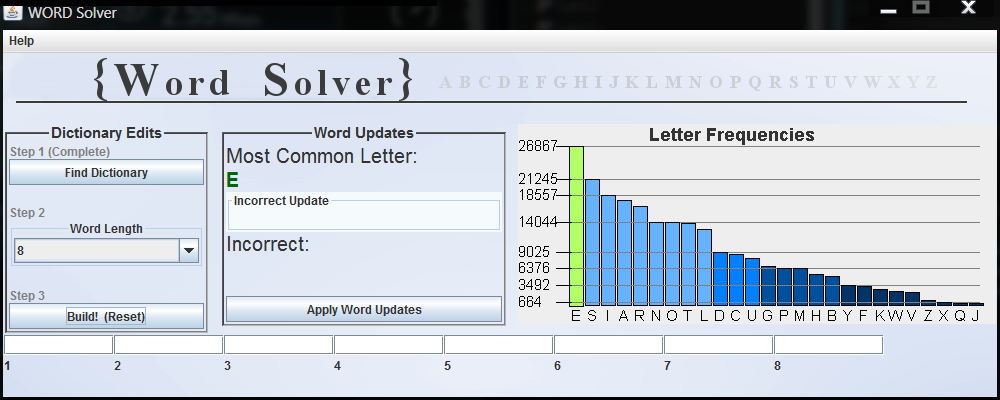 WORD Solver
Help
{Word Solver} A B C D E F G H I J K L M N O P Q R S T U V W X Y Z
Dictionary Edits
Step 1 (Complete)
Find Dictionary
Step 2
Word Length
8
Step 3
Build! (Reset)
Word Updates
Most Common Letter:
E
Incorrect Update
Incorrect:
Apply Word Updates
Letter Frequencies
26867
21245
18557
14044
9025
6376
3492
664
E S I A R N O T L D C U G P M H B Y F K W V Z X Q J
1 2 3 4 5 6 7 8